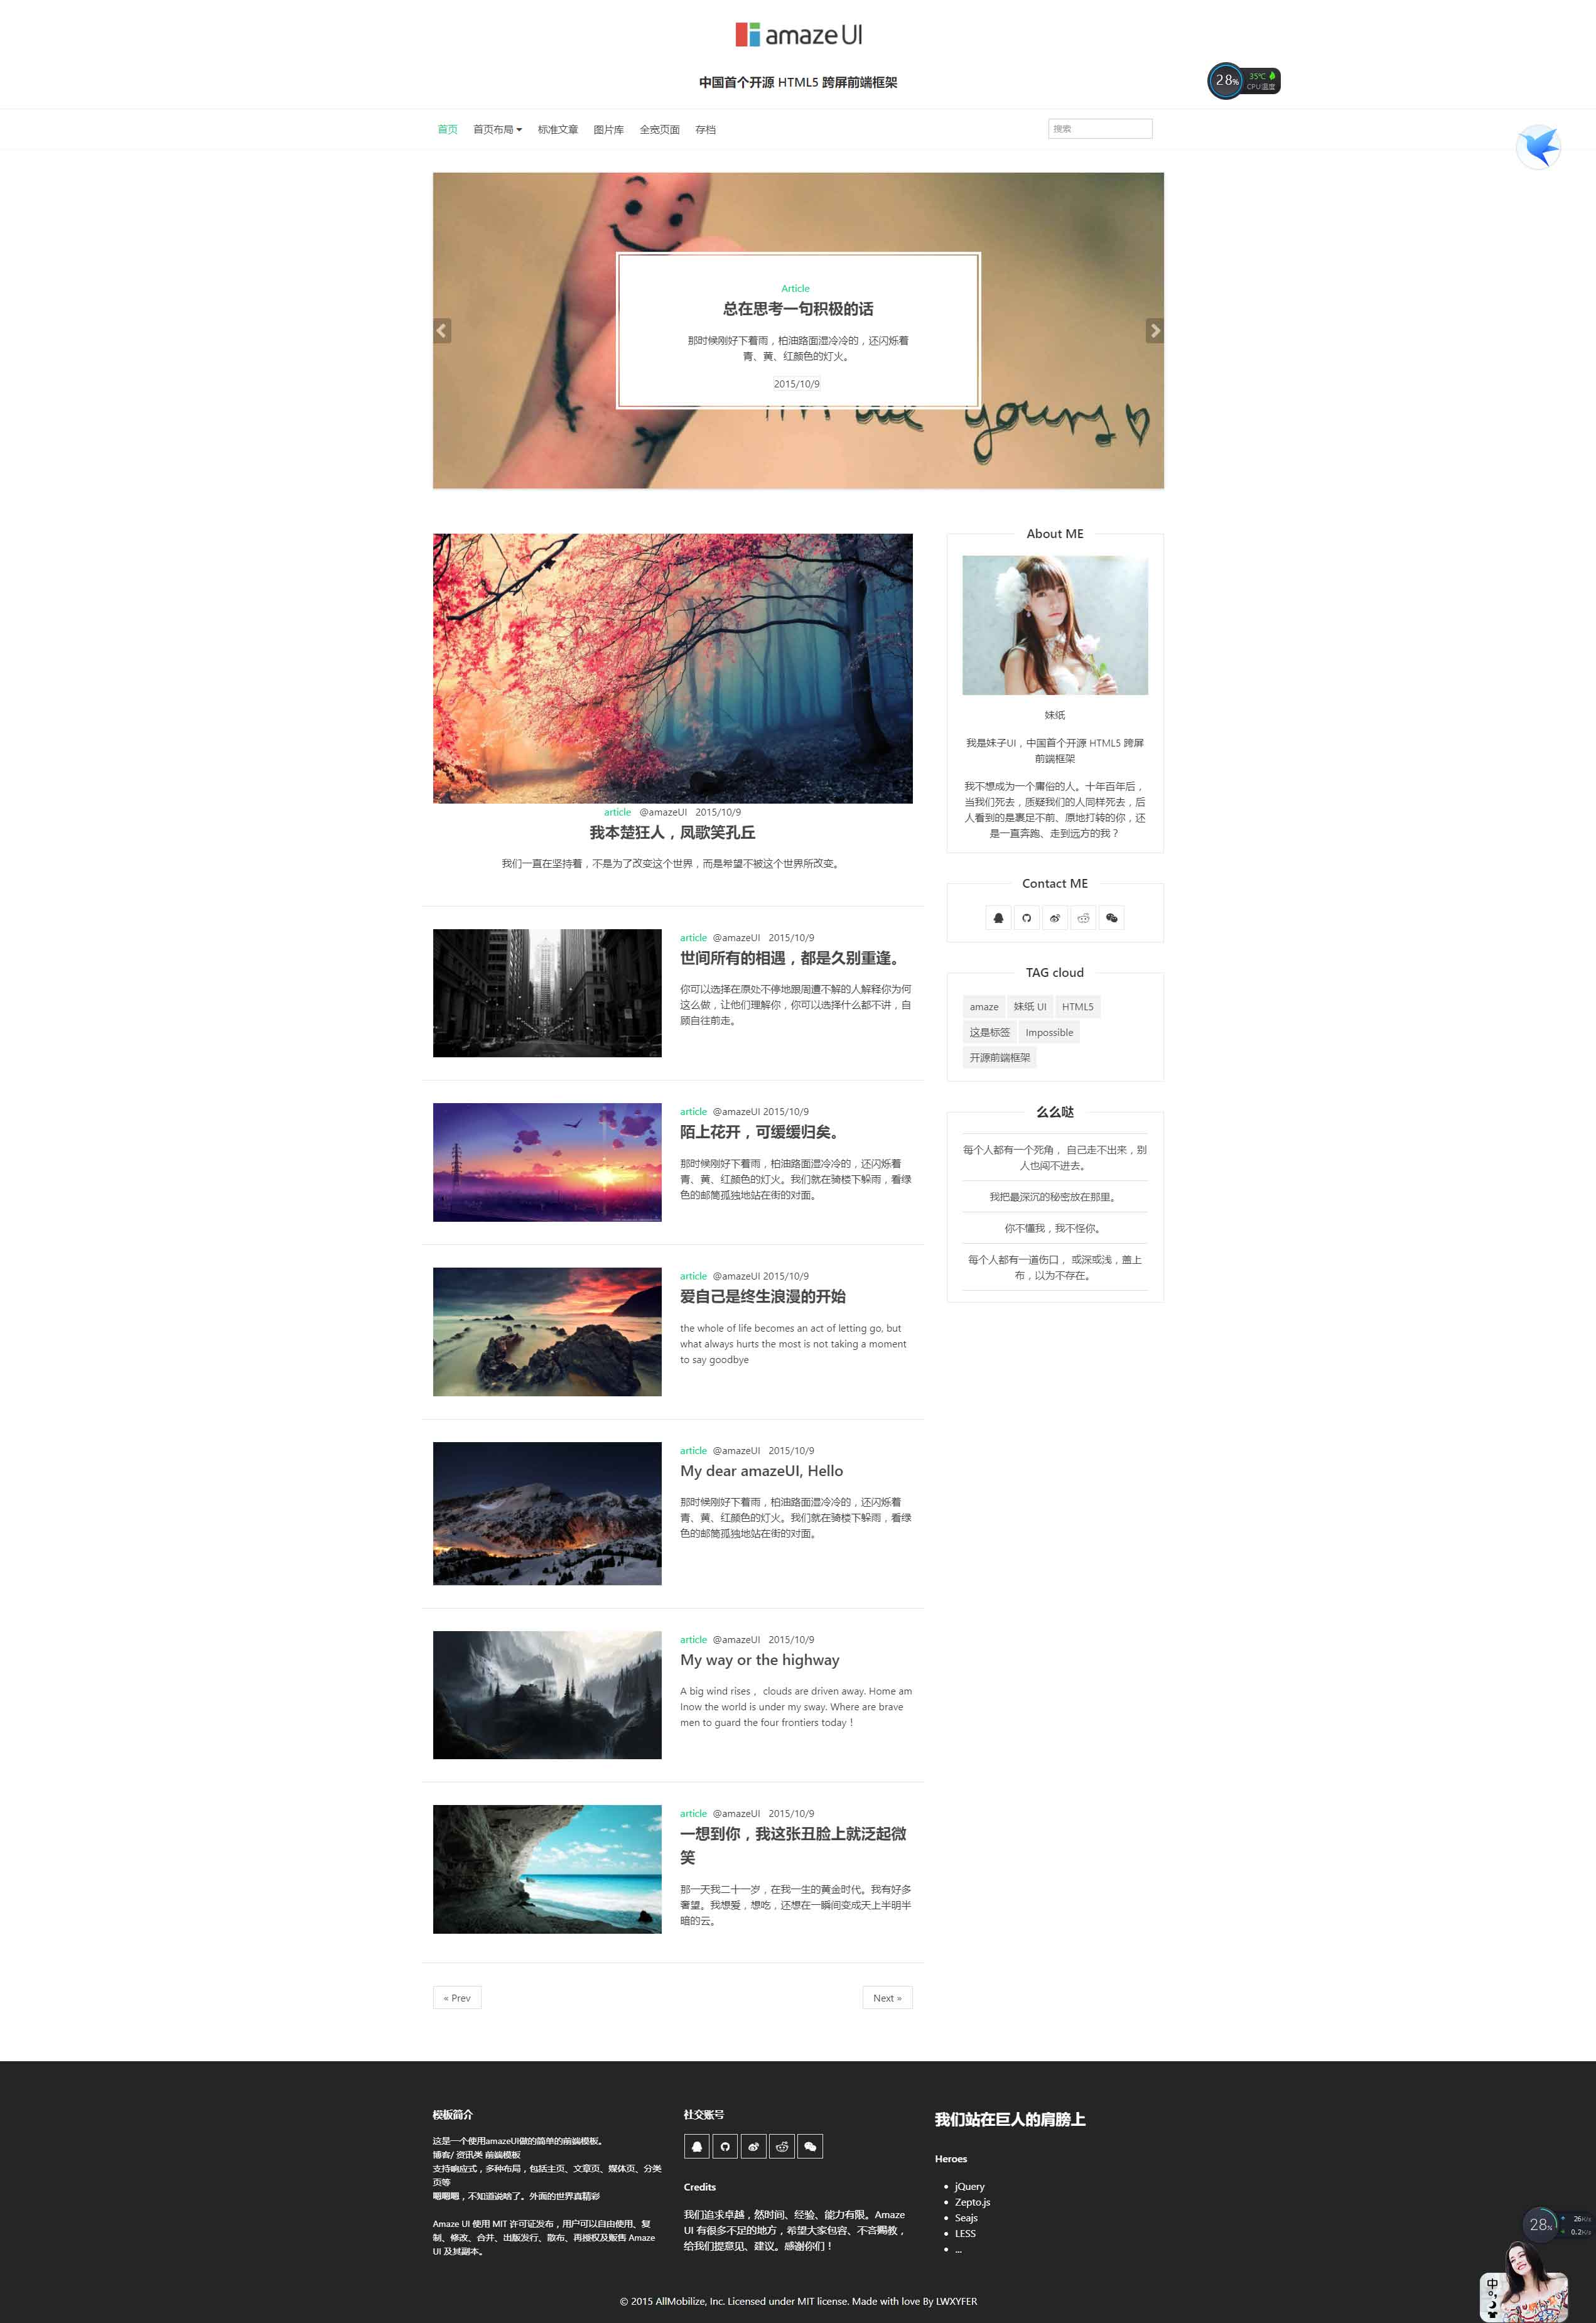 amaze UI
中国首个开源 HTML5 跨屏前端框架
28%
35℃
CPU温度
首页 首页布局 标准文章 图片库 全宽页面 存档
搜索
Article
总在思考一句积极的话
那时候刚好下着雨，柏油路面湿冷冷的，还闪烁着
青、黄、红颜色的灯火。
2015/10/9
yours
article @amazeUI 2015/10/9
我本楚狂人，凤歌笑孔丘
我们一直在坚持着，不是为了改变这个世界，而是希望不被这个世界所改变。
article @amazeUI 2015/10/9
世间所有的相遇，都是久别重逢。
你可以选择在原处不停地跟周遭不解的人解释你为何
这么做，让他们理解你，你可以选择什么都不讲，自
顾自往前走。
article @amazeUI 2015/10/9
陌上花开，可缓缓归矣。
那时候刚好下着雨，柏油路面湿冷冷的，还闪烁着
青、黄、红颜色的灯火。我们就在骑楼下躲雨，看绿
色的邮筒孤独地站在街的对面。
article @amazeUI 2015/10/9
爱自己是终生浪漫的开始
the whole of life becomes an act of letting go, but
what always hurts the most is not taking a moment
to say goodbye
article @amazeUI 2015/10/9
My dear amazeUI, Hello
那时候刚好下着雨，柏油路面湿冷冷的，还闪烁着
青、黄、红颜色的灯火。我们就在骑楼下躲雨，看绿
色的邮筒孤独地站在街的对面。
article @amazeUI 2015/10/9
My way or the highway
A big wind rises， clouds are driven away. Home am
Inow the world is under my sway. Where are brave
men to guard the four frontiers today！
article @amazeUI 2015/10/9
一想到你，我这张丑脸上就泛起微
笑
那一天我二十一岁，在我一生的黄金时代。我有好多
奢望。我想爱，想吃，还想在一瞬间变成天上半明半
暗的云。
« Prev
Next »
About ME
妹纸
我是妹子UI，中国首个开源 HTML5 跨屏
前端框架
我不想成为一个庸俗的人。十年百年后，
当我们死去，质疑我们的人同样死去，后
人看到的是裹足不前、原地打转的你，还
是一直奔跑、走到远方的我？
Contact ME
TAG cloud
amaze 妹纸 UI HTML5
这是标签 Impossible
开源前端框架
么么哒
每个人都有一个死角， 自己走不出来，别
人也闯不进去。
我把最深沉的秘密放在那里。
你不懂我，我不怪你。
每个人都有一道伤口， 或深或浅，盖上
布，以为不存在。
模板简介
这是一个使用amazeUI做的简单的前端模板。
博客/ 资讯类 前端模板
支持响应式，多种布局，包括主页、文章页、媒体页、分类
页等
嗯嗯嗯，不知道说啥了。外面的世界真精彩
Amaze UI 使用 MIT 许可证发布，用户可以自由使用、复
制、修改、合并、出版发行、散布、再授权及贩售 Amaze
UI 及其副本。
社交账号
Credits
我们追求卓越，然时间、经验、能力有限。Amaze
UI 有很多不足的地方，希望大家包容、不吝赐教，
给我们提意见、建议。感谢你们！
我们站在巨人的肩膀上
Heroes
jQuery
Zepto.js
Seajs
LESS
...
28%
26K/s
0.2K/s
中
© 2015 AllMobilize, Inc. Licensed under MIT license. Made with love By LWXYFER